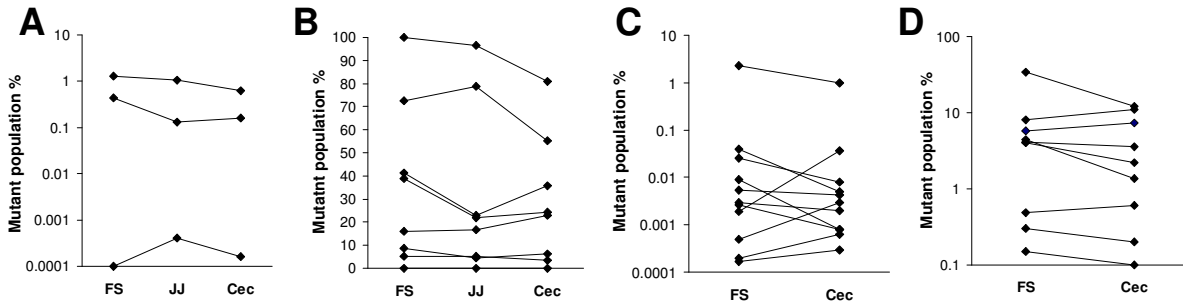 A
Mutant population %
10
1
0.1
0.01
0.001
0.0001
FS JJ Cec
B
Mutatnt population %
100
90
80
70
60
50
40
30
20
10
0
FS JJ Cec
C
Mutant population %
10
1
0.1
0.01
0.001
0.0001
FS Cec
D
Mutant population %
100
10
1
0.1
FS Cec